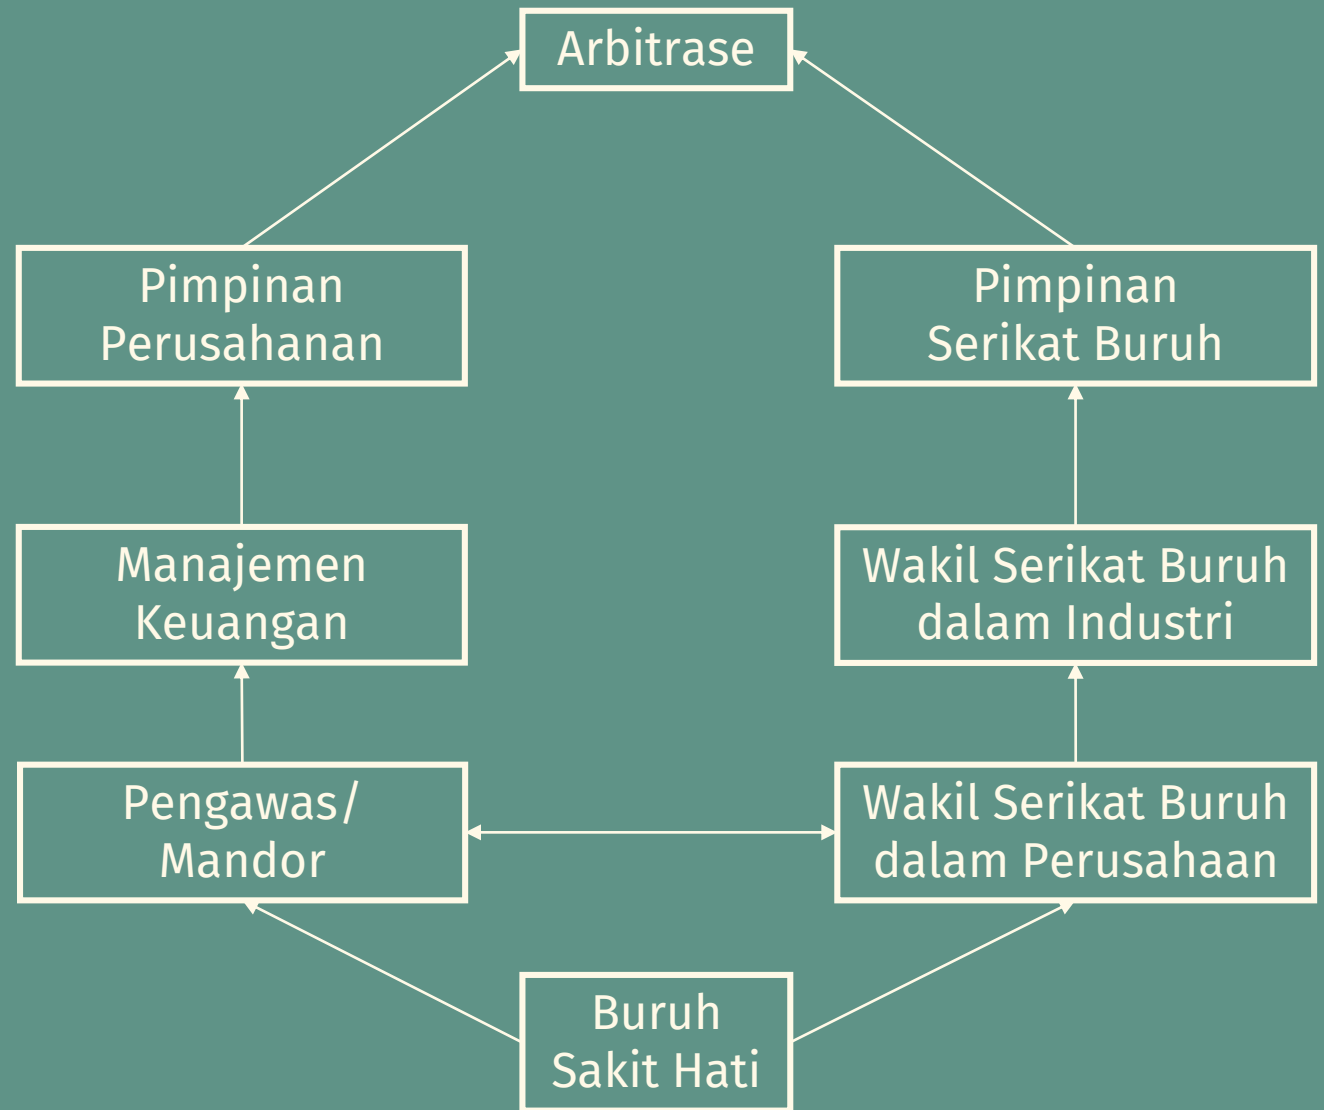 Arbitrase
Pimpinan
Perusahanan
Pimpinan
Serikat Buruh
Manajemen
Keuangan
Wakil Serikat Buruh
dalam Industri
Pengawas/
Mandor
Wakil Serikat Buruh
dalam Perusahaan
Buruh
Sakit Hati